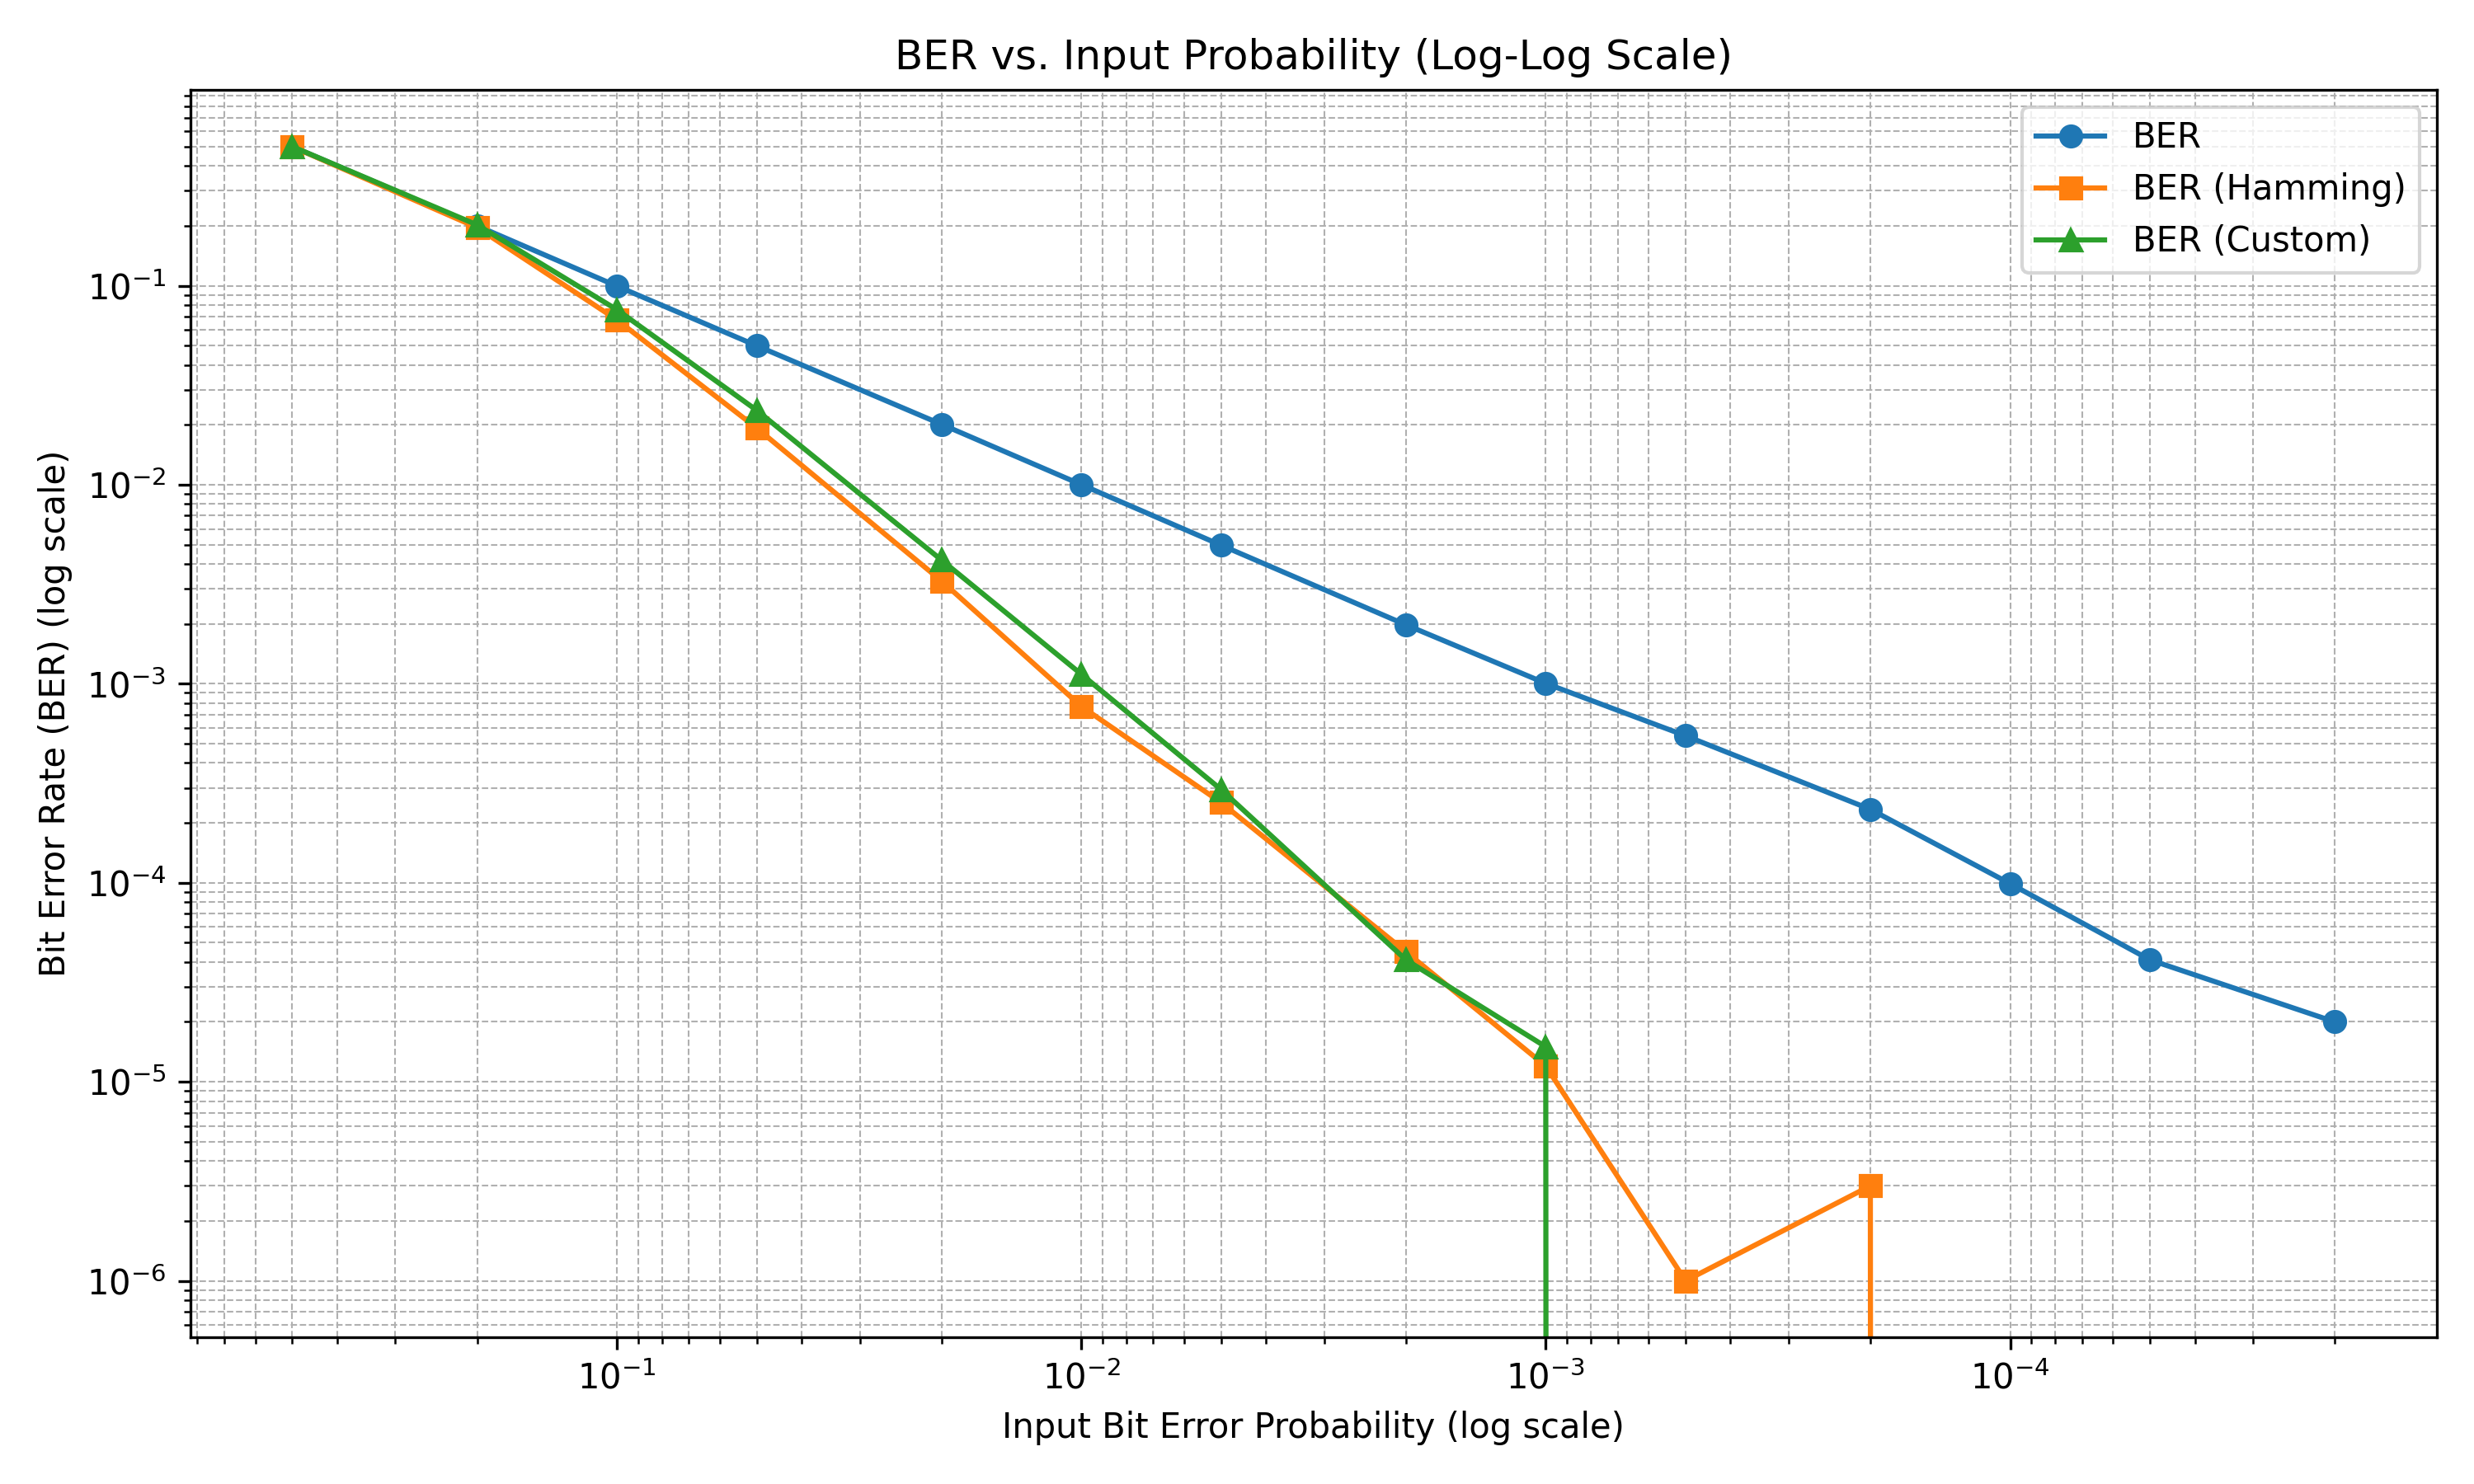 BER vs. Input Probability (Log-Log Scale)
BER
BER (Hamming)
BER (Custom)
Bit Error Rate (BER) (log scale)
10⁻¹
10⁻²
10⁻³
10⁻⁴
10⁻⁵
10⁻⁶
10⁻¹
10⁻²
10⁻³
10⁻⁴
Input Bit Error Probability (log scale)